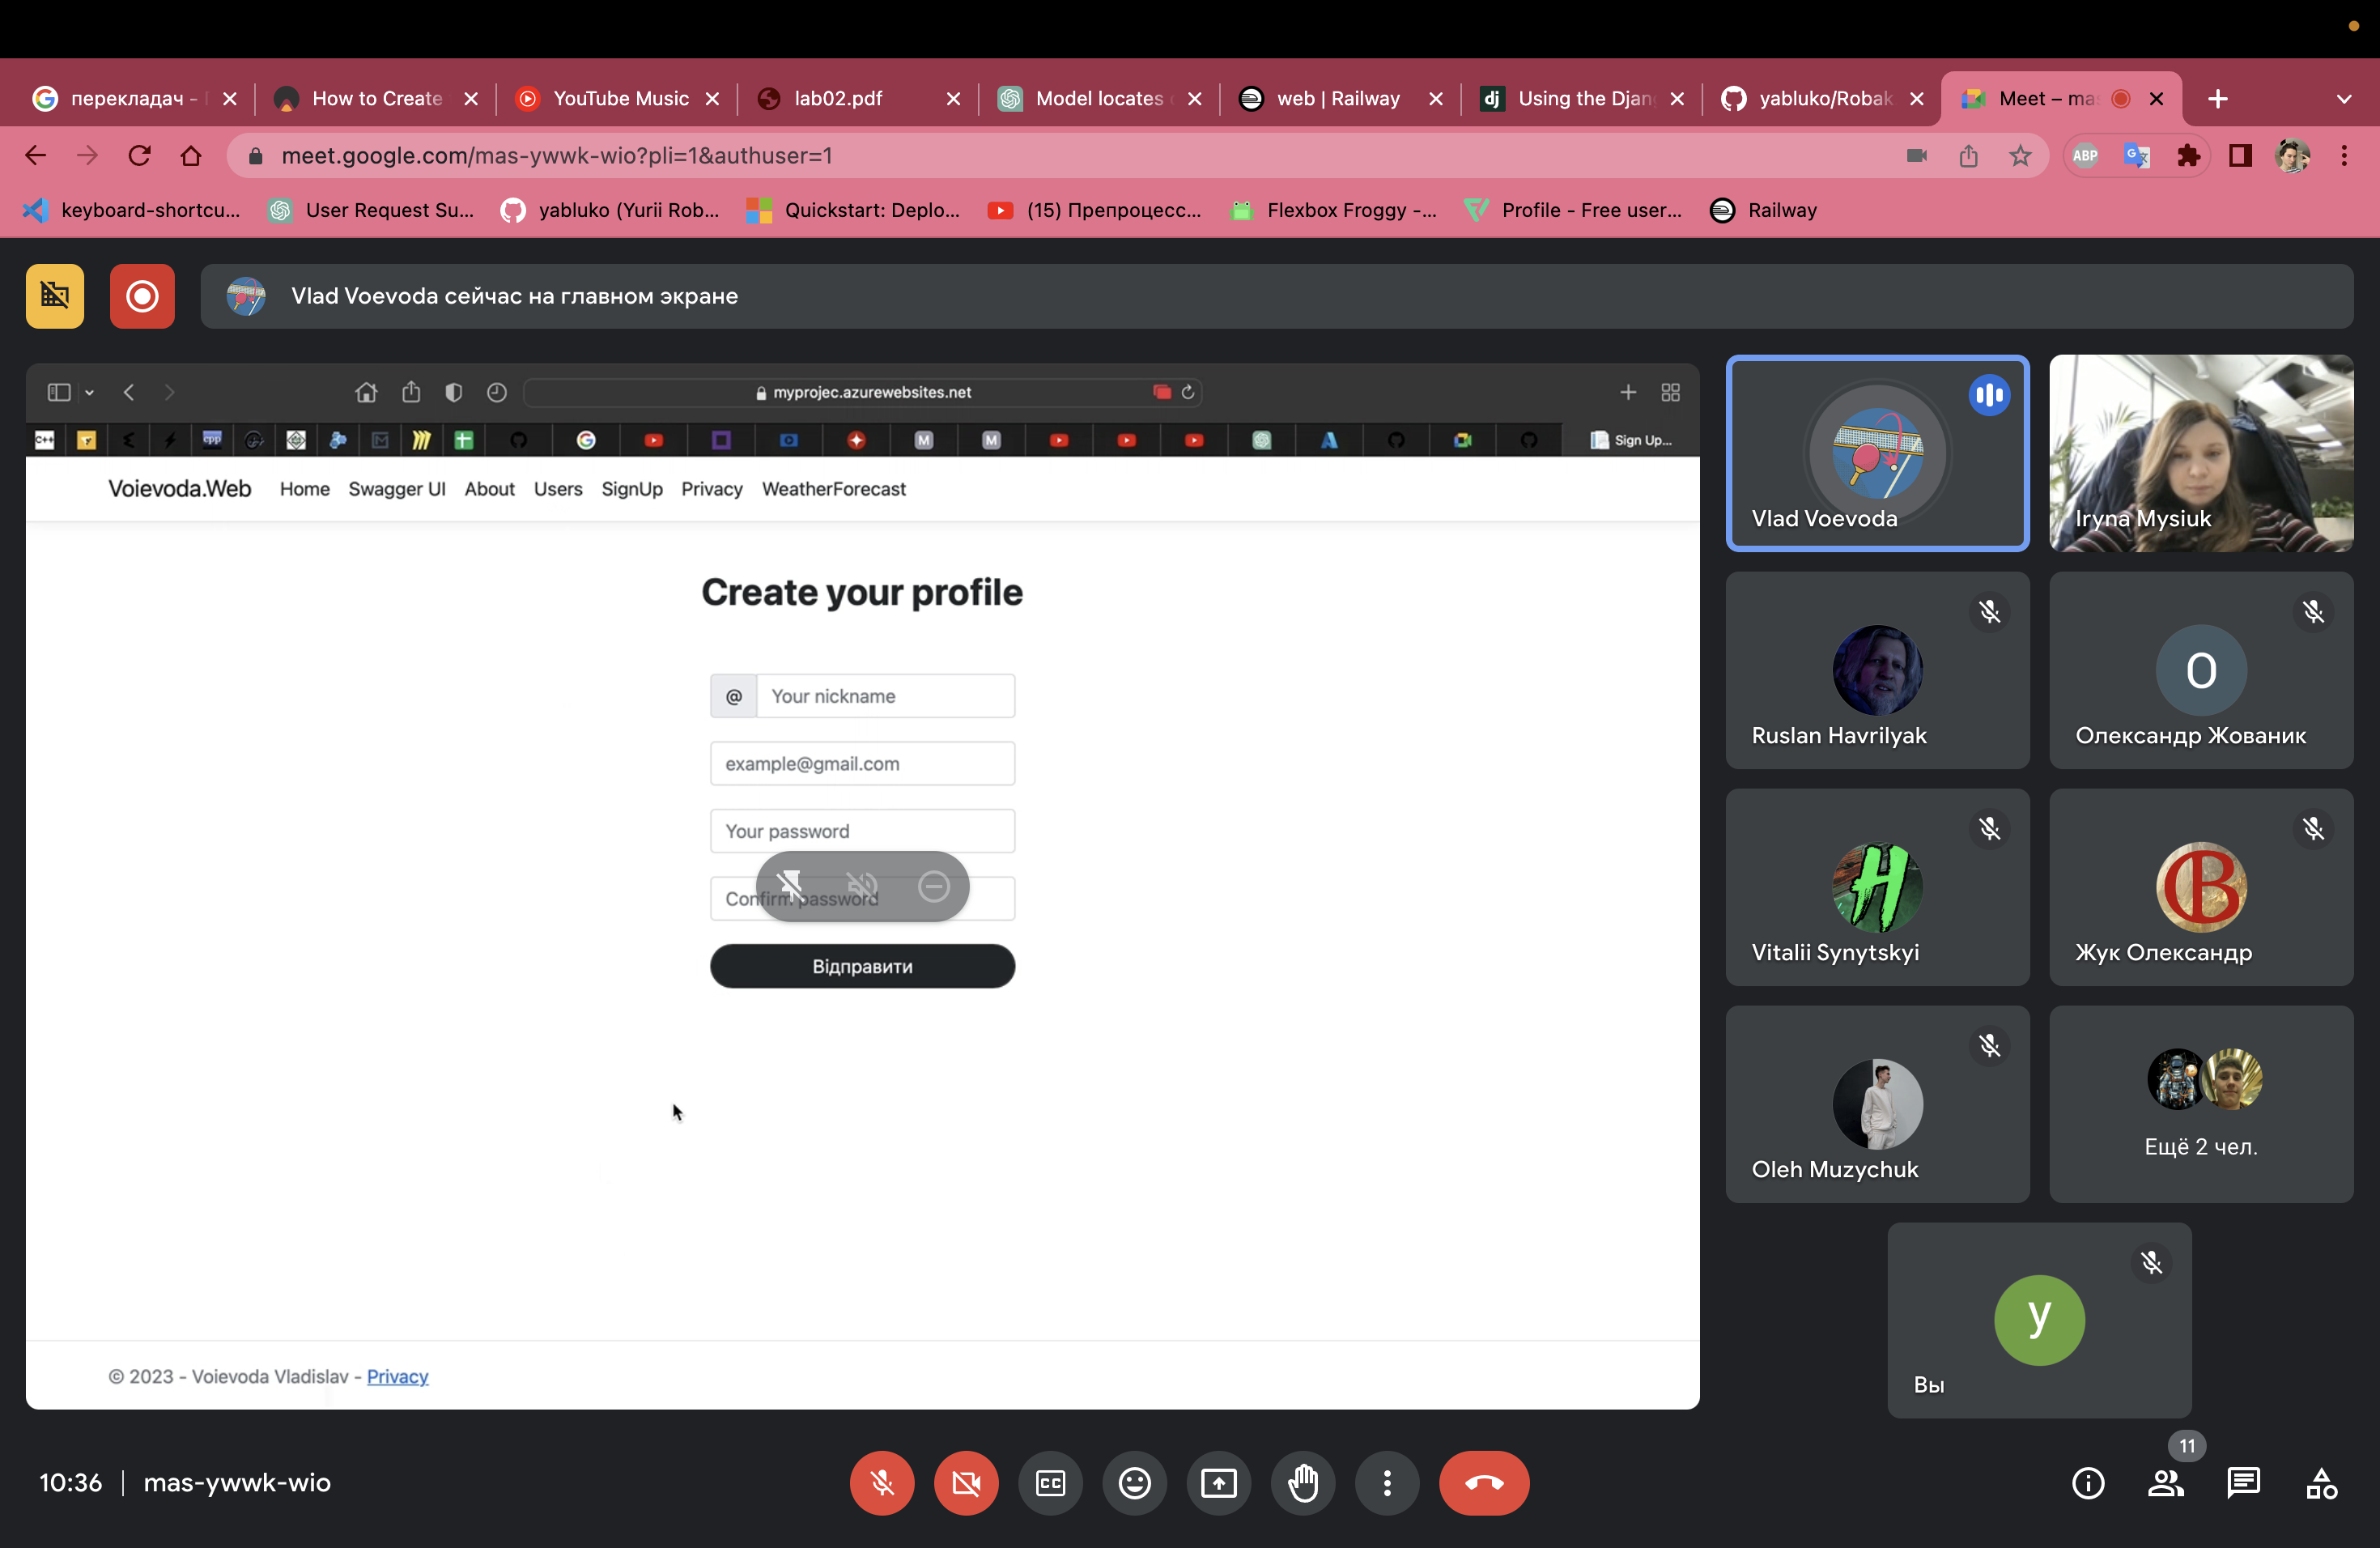 перекладач -
How to Create
YouTube Music
lab02.pdf
Model locates
web | Railway
dj
Using the Djan
yabluko/Robak
Meet – mas
meet.google.com/mas-ywwk-wio?pli=1&authuser=1
ABP
keyboard-shortcu...
User Request Su...
yabluko (Yurii Rob...
Quickstart: Deplo...
(15) Препроцесс...
Flexbox Froggy -...
Profile - Free user...
Railway
Vlad Voevoda сейчас на главном экране
myprojec.azurewebsites.net
C++
cpp
M
M
Sign Up...
Voievoda.Web
Home
Swagger UI
About
Users
SignUp
Privacy
WeatherForecast
Create your profile
@
Your nickname
example@gmail.com
Your password
Confirm password
Відправити
© 2023 - Voievoda Vladislav - Privacy
Vlad Voevoda
Iryna Mysiuk
Ruslan Havrilyak
О
Олександр Жованик
H
Vitalii Synytskyi
В
Жук Олександр
Oleh Muzychuk
Ещё 2 чел.
y
Вы
10:36 | mas-ywwk-wio
CC
11